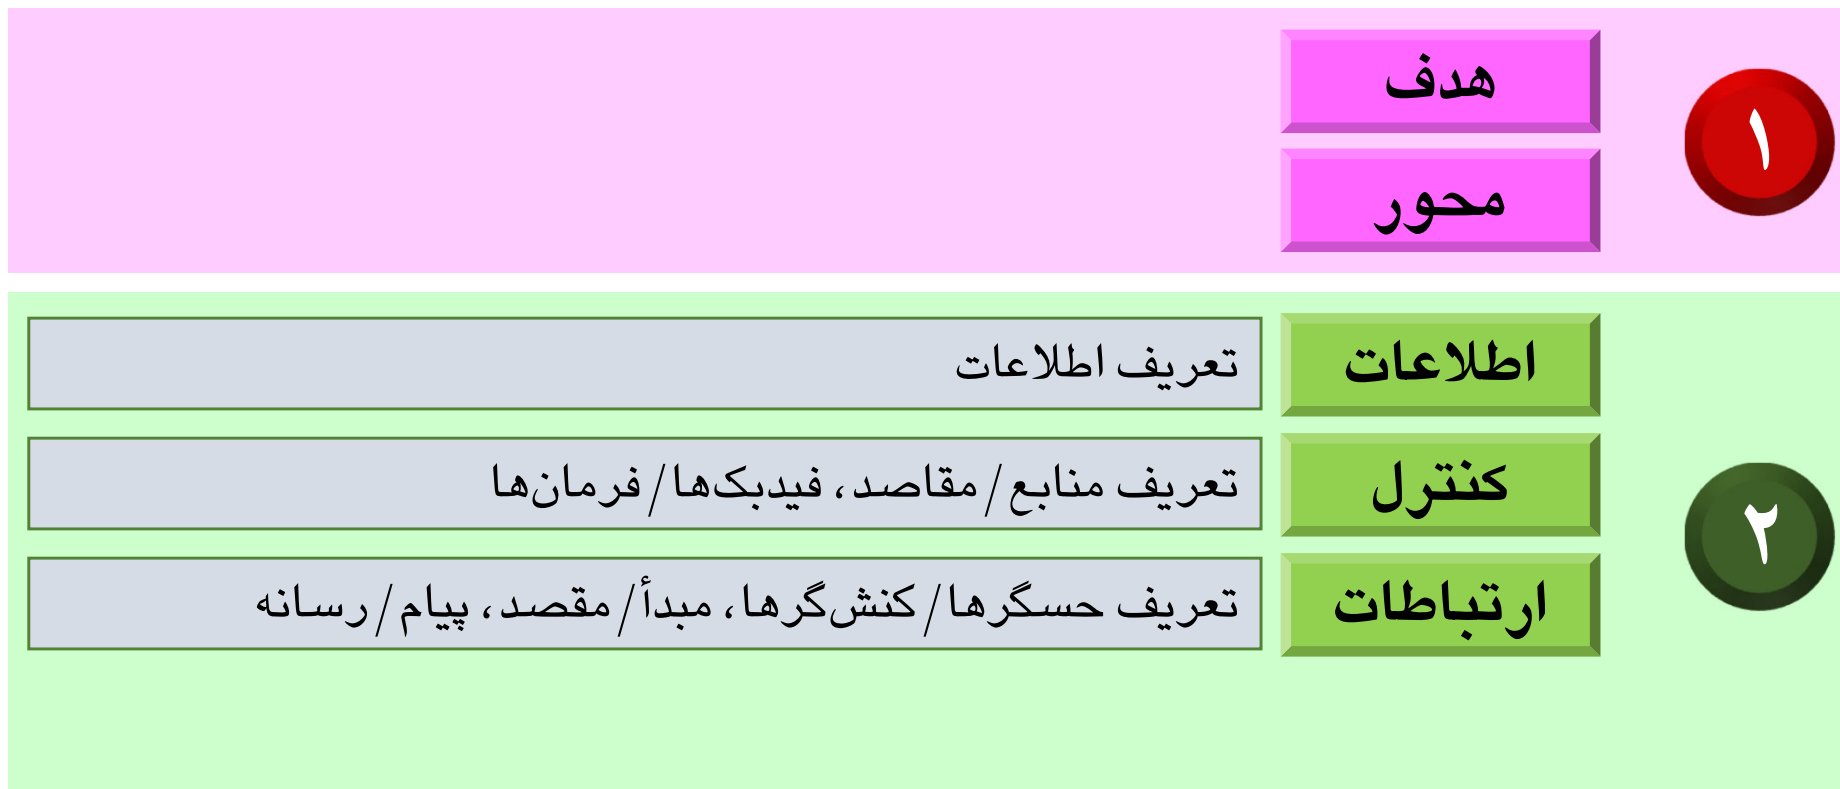 ۱
هدف
محور
۲
اطلاعات
تعریف اطلاعات
کنترل
تعریف منابع/مقاصد، فیدبک‌ها/فرمان‌ها
ارتباطات
تعریف حسگرها/کنش‌گرها، مبدأ/مقصد، پیام/رسانه